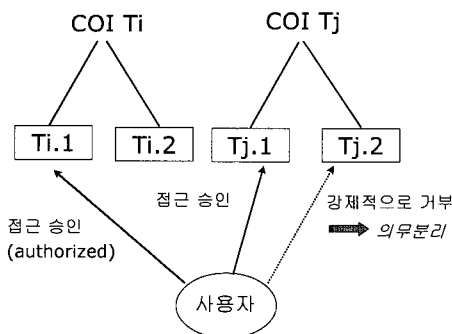 COI Ti
COI Tj
Ti.1
Ti.2
Tj.1
Tj.2
접근 승인
(authorized)
접근 승인
강제적으로 거부
의무분리
사용자